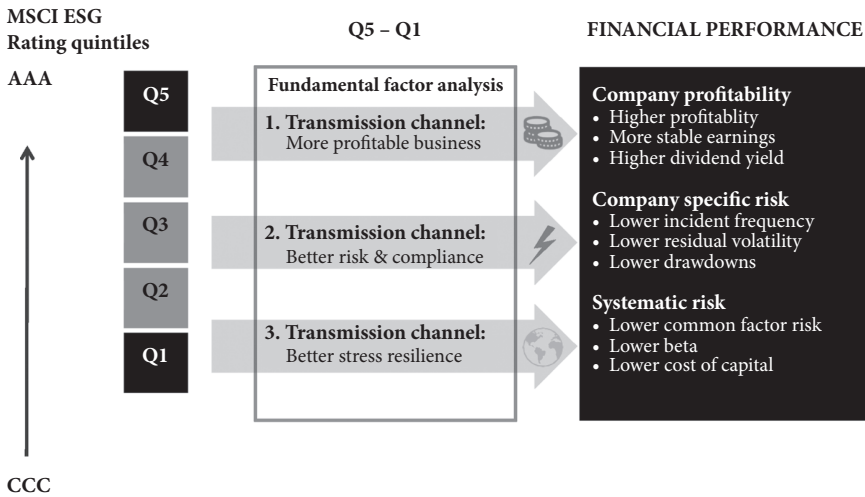 MSCI ESG
Rating quintiles
Q5 – Q1
FINANCIAL PERFORMANCE
AAA
Q5
Q4
Q3
Q2
Q1
CCC
Fundamental factor analysis
1. Transmission channel:
More profitable business
2. Transmission channel:
Better risk & compliance
3. Transmission channel:
Better stress resilience
Company profitability
• Higher profitablity
• More stable earnings
• Higher dividend yield
Company specific risk
• Lower incident frequency
• Lower residual volatility
• Lower drawdowns
Systematic risk
• Lower common factor risk
• Lower beta
• Lower cost of capital